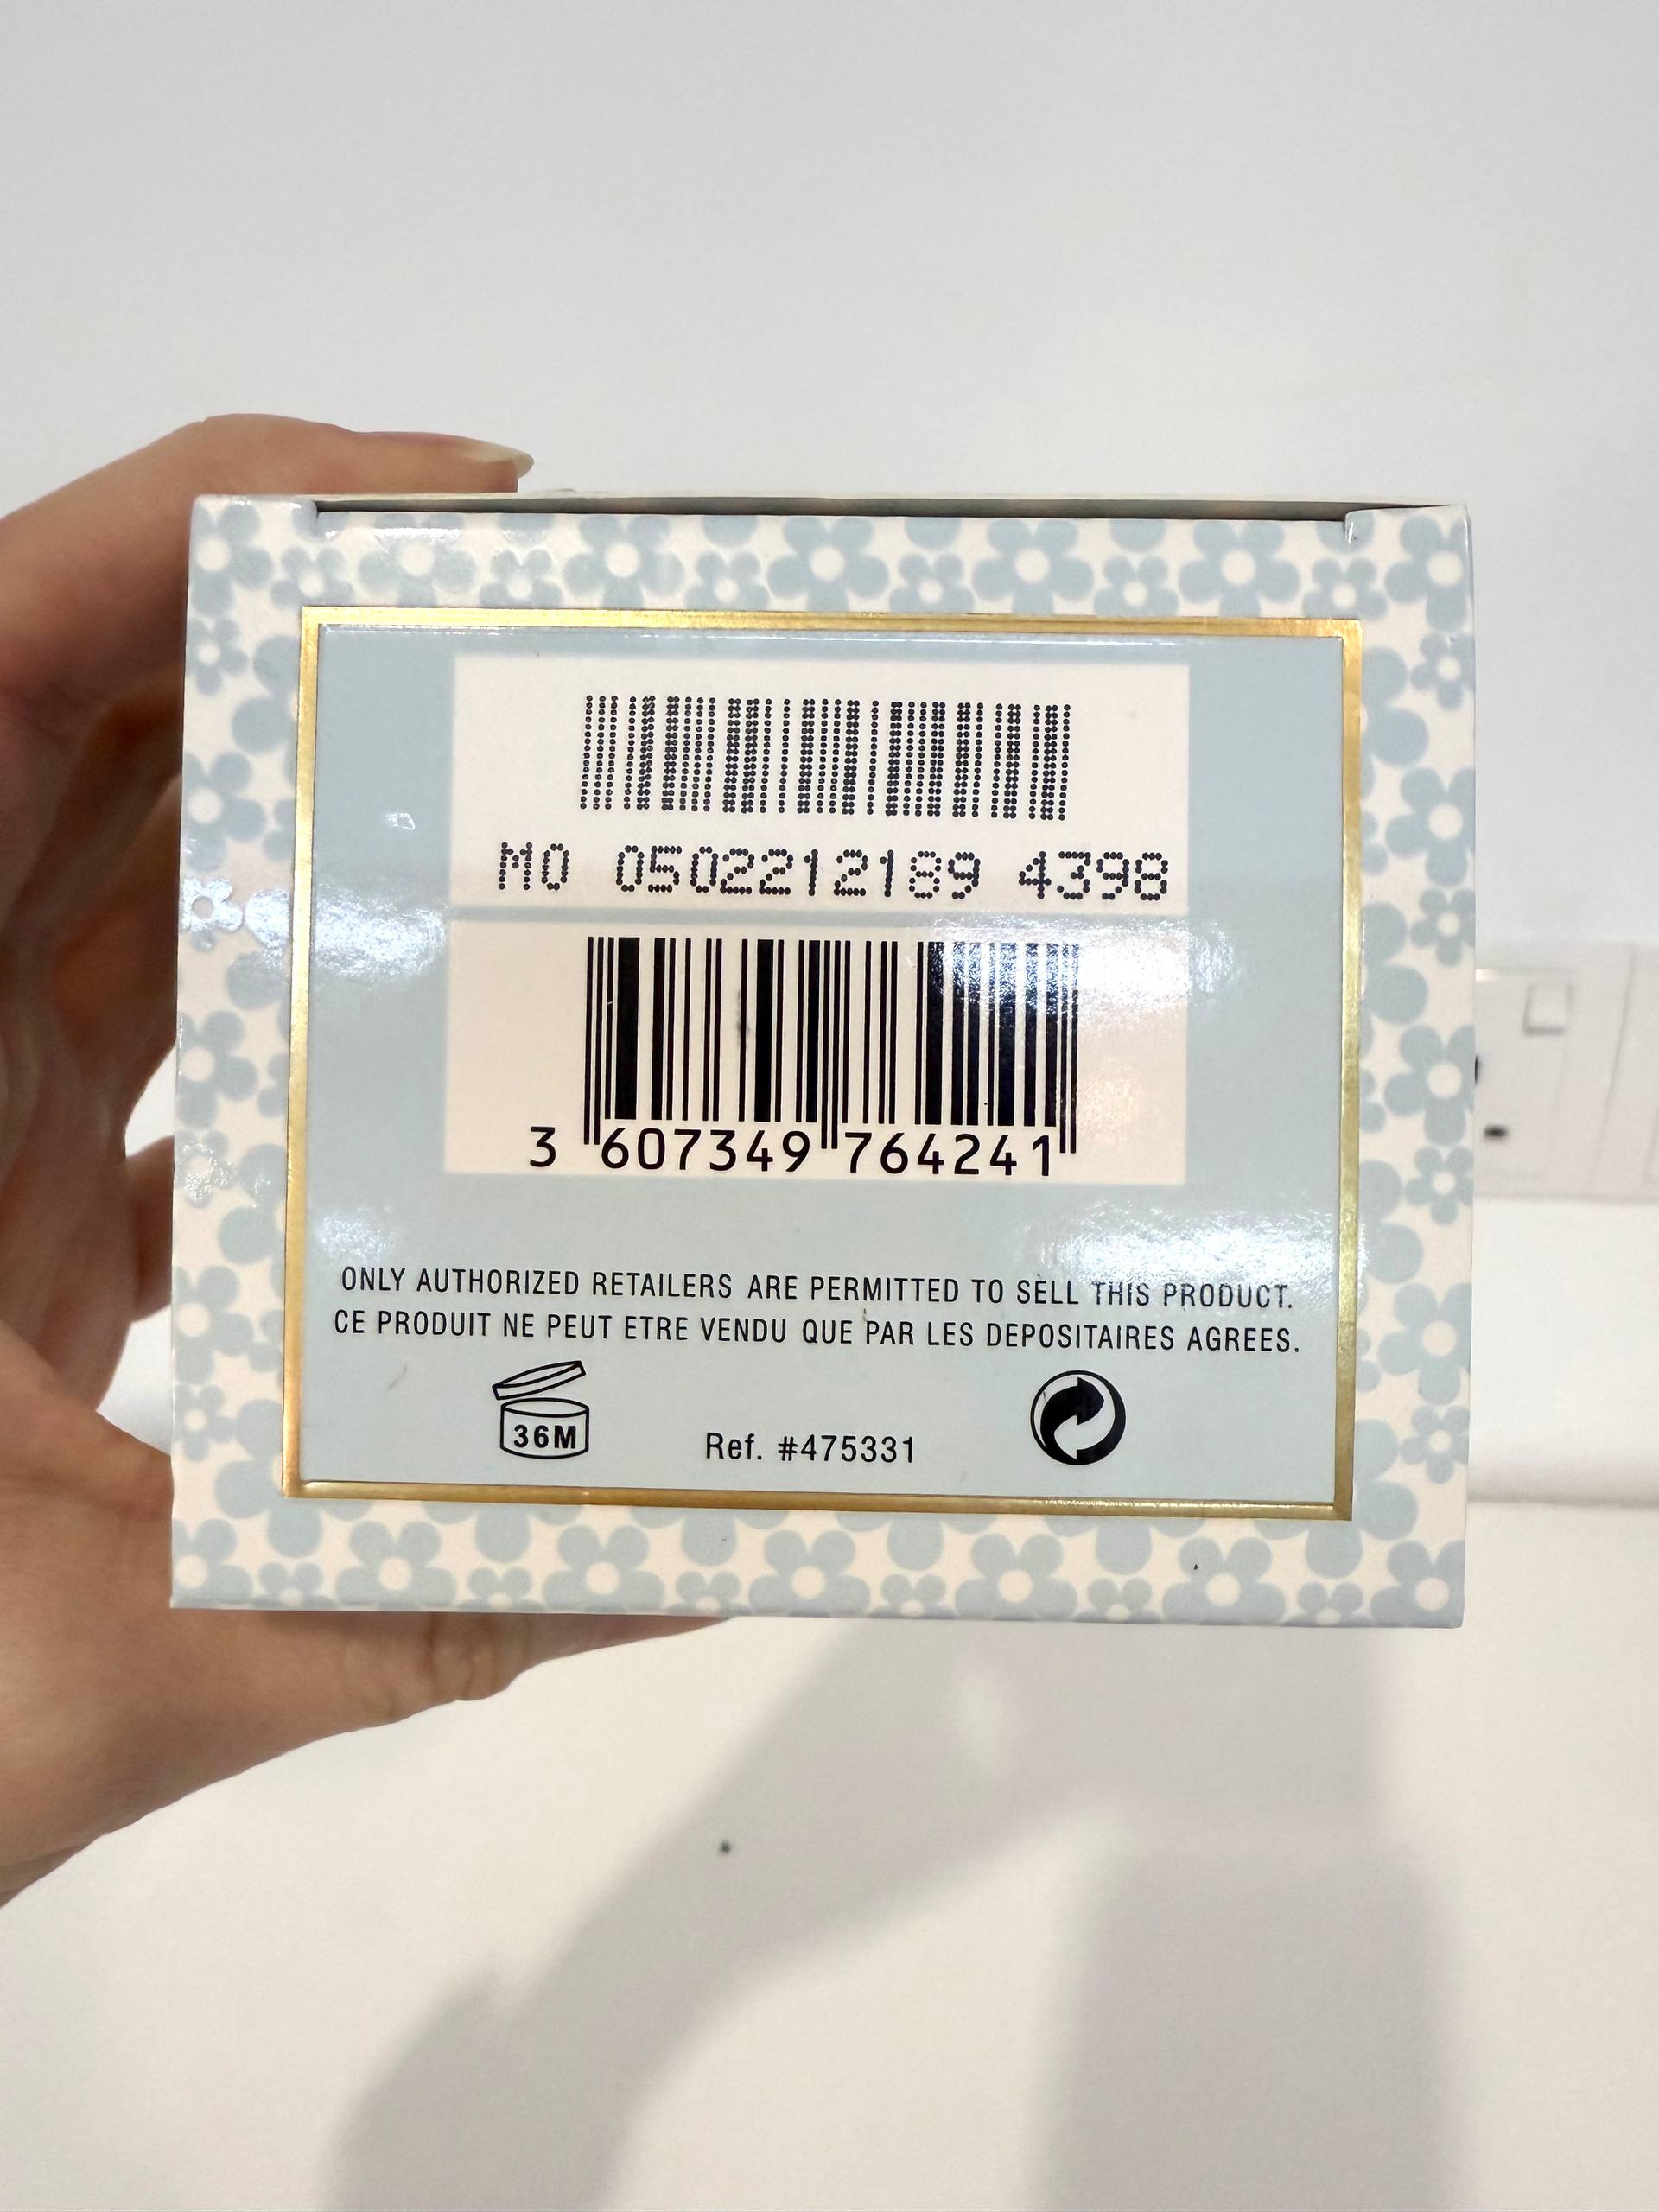 MO 0502212189 4398
3 607349 764241
ONLY AUTHORIZED RETAILERS ARE PERMITTED TO SELL THIS PRODUCT.
CE PRODUIT NE PEUT ETRE VENDU QUE PAR LES DEPOSITAIRES AGREES.
36M
Ref. #475331